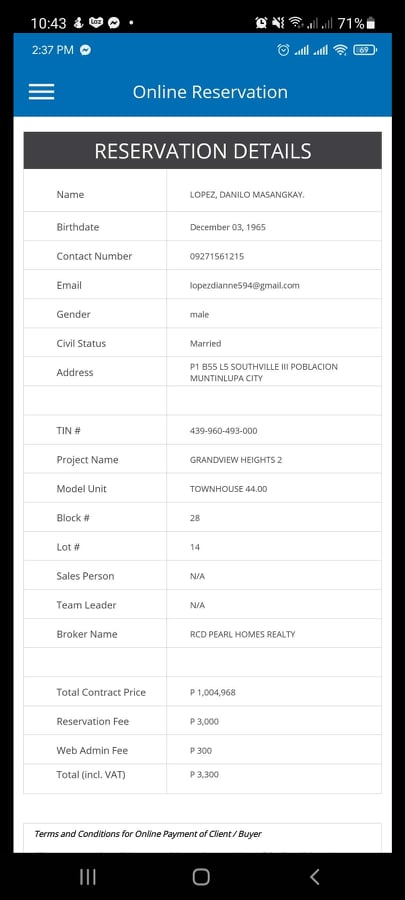 10:43 71%
2:37 PM 69
Online Reservation
RESERVATION DETAILS
Name LOPEZ, DANILO MASANGKAY.
Birthdate December 03, 1965
Contact Number 09271561215
Email lopezdianne594@gmail.com
Gender male
Civil Status Married
Address P1 B55 L5 SOUTHVILLE III POBLACION
MUNTINLUPA CITY
TIN # 439-960-493-000
Project Name GRANDVIEW HEIGHTS 2
Model Unit TOWNHOUSE 44.00
Block # 28
Lot # 14
Sales Person N/A
Team Leader N/A
Broker Name RCD PEARL HOMES REALTY
Total Contract Price P 1,004,968
Reservation Fee P 3,000
Web Admin Fee P 300
Total (incl. VAT) P 3,300
Terms and Conditions for Online Payment of Client / Buyer